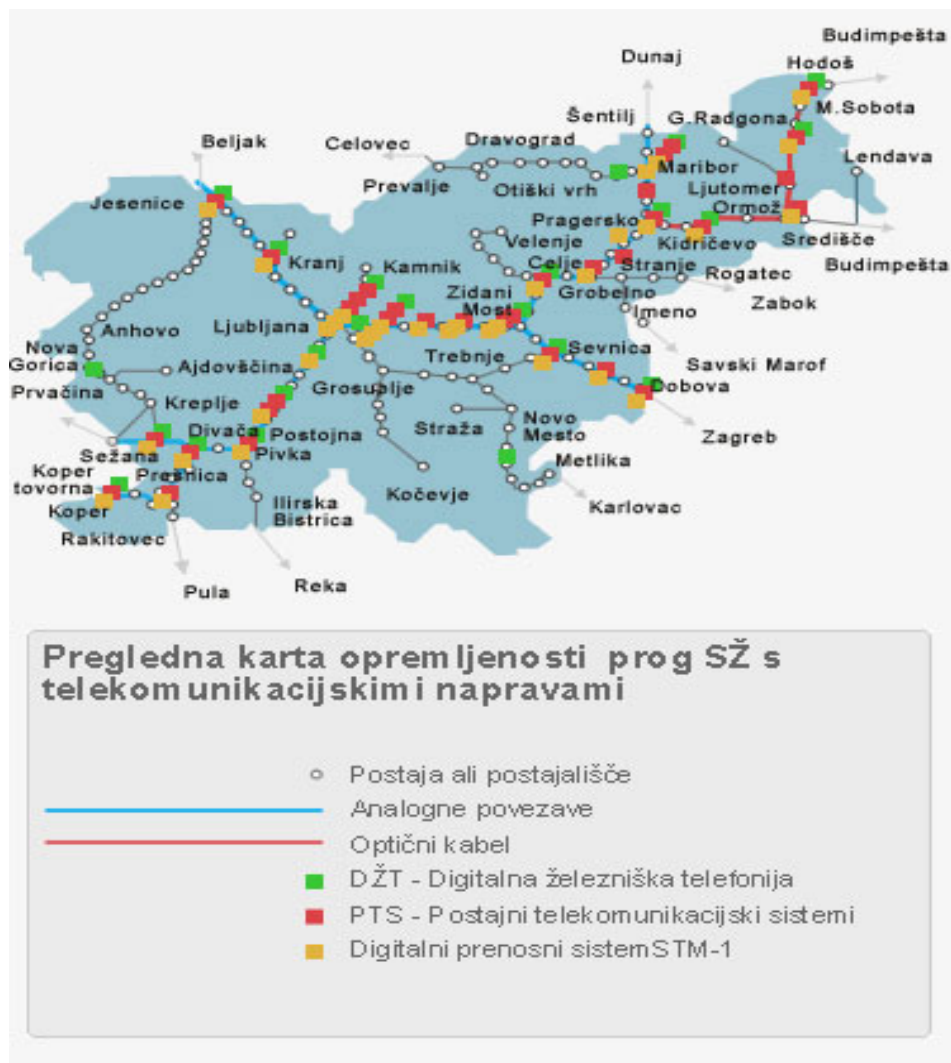 Budimpešta
Dunaj
Hodoš
Šentilj
G.Radgona
M.Sobota
Beljak
Celovec
Dravograd
Lendava
Maribor
Prevalje
Otiški vrh
Ljutomer
Jesenice
Ormož
Pragersko
Velenje
Kidričevo
Središče
Kranj
Kamnik
Celje
Stranje
Budimpešta
Rogatec
Zidani
Most
Grobelno
Zabok
Imeno
Anhovo
Ljubljana
Nova
Gorica
Trebnje
Sevnica
Savski Marof
Ajdovščina
Prvačina
Grosuplje
Dobova
Kreplje
Straža
Novo
Mesto
Divača
Postojna
Zagreb
Sežana
Pivka
Metlika
Koper
tovorna
Presnica
Kočevje
Koper
Ilirska
Bistrica
Karlovac
Rakitovec
Pula
Reka
Pregledna karta opremljenosti prog SŽ s
telekomunikacijskimi napravami
Postaja ali postajališče
Analogne povezave
Optični kabel
DŽT - Digitalna železniška telefonija
PTS - Postajni telekomunikacijski sistemi
Digitalni prenosni sistemSTM-1